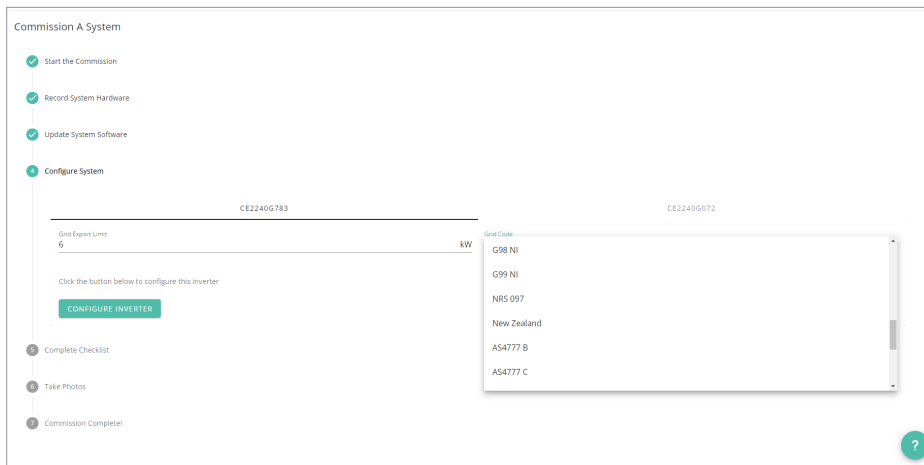 Commission A System
Start the Commission
Record System Hardware
Update System Software
4 Configure System
CE2240G783 CE2240G072
Grid Export Limit
6 kW
Grid Code
G98 NI
G99 NI
NRS 097
New Zealand
AS4777 B
AS4777 C
Click the button below to configure this inverter
CONFIGURE INVERTER
5 Complete Checklist
6 Take Photos
7 Commission Complete!
?